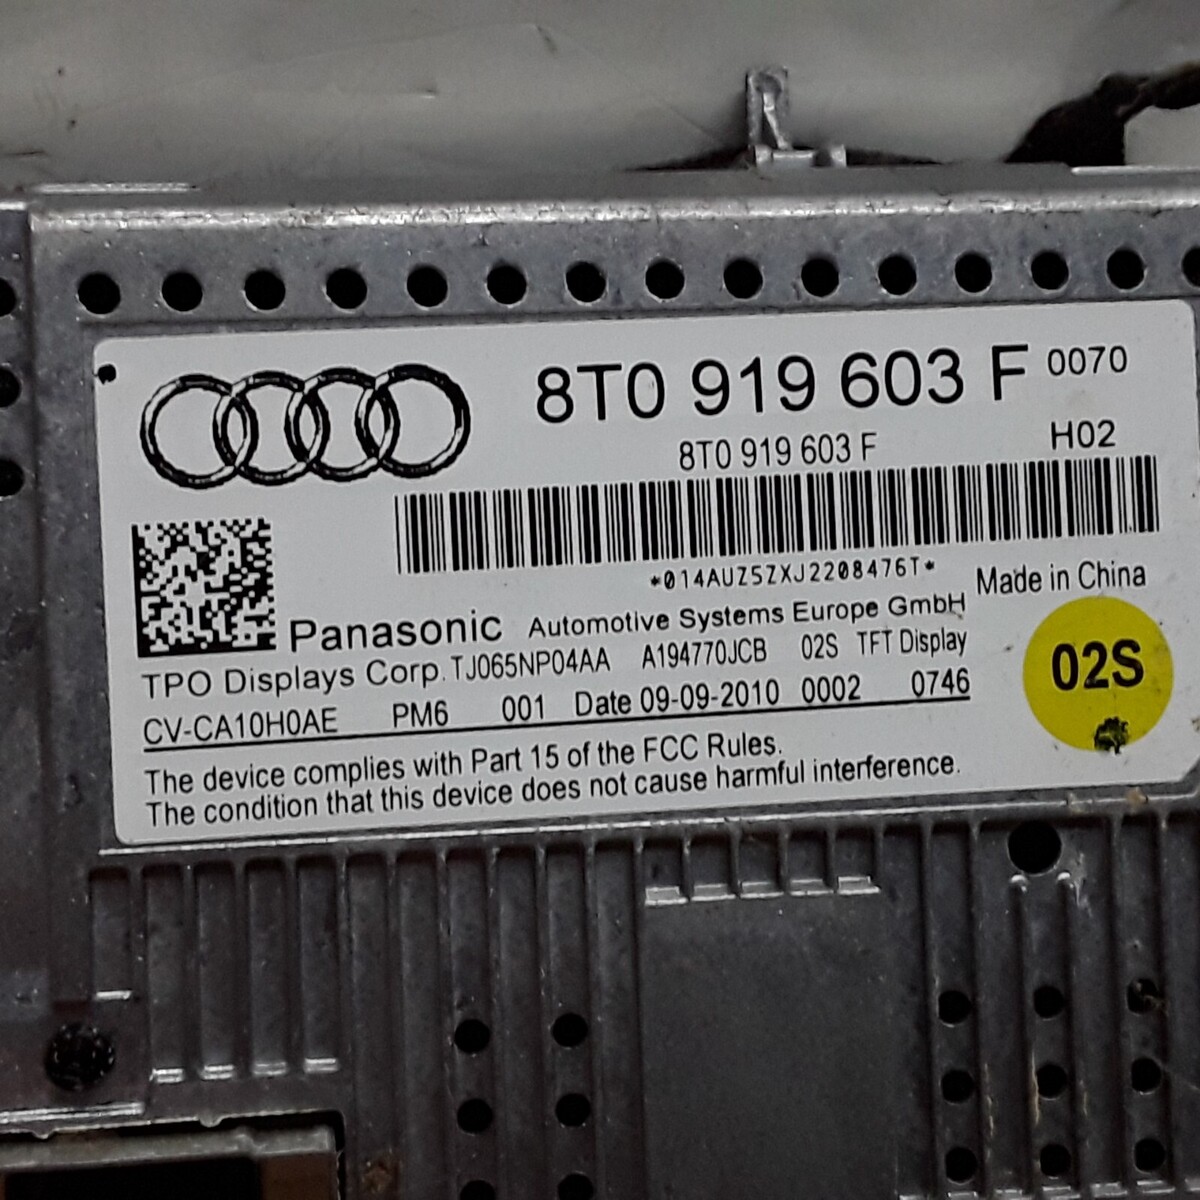 8T0 919 603 F 0070
8T0 919 603 F H02
*014AUZ5ZXJ2208476T*
Made in China
Panasonic Automotive Systems Europe GmbH
TPO Displays Corp. TJ065NP04AA A194770JCB 02S TFT Display
CV-CA10H0AE PM6 001 Date 09-09-2010 0002 0746
02S
The device complies with Part 15 of the FCC Rules.
The condition that this device does not cause harmful interference.